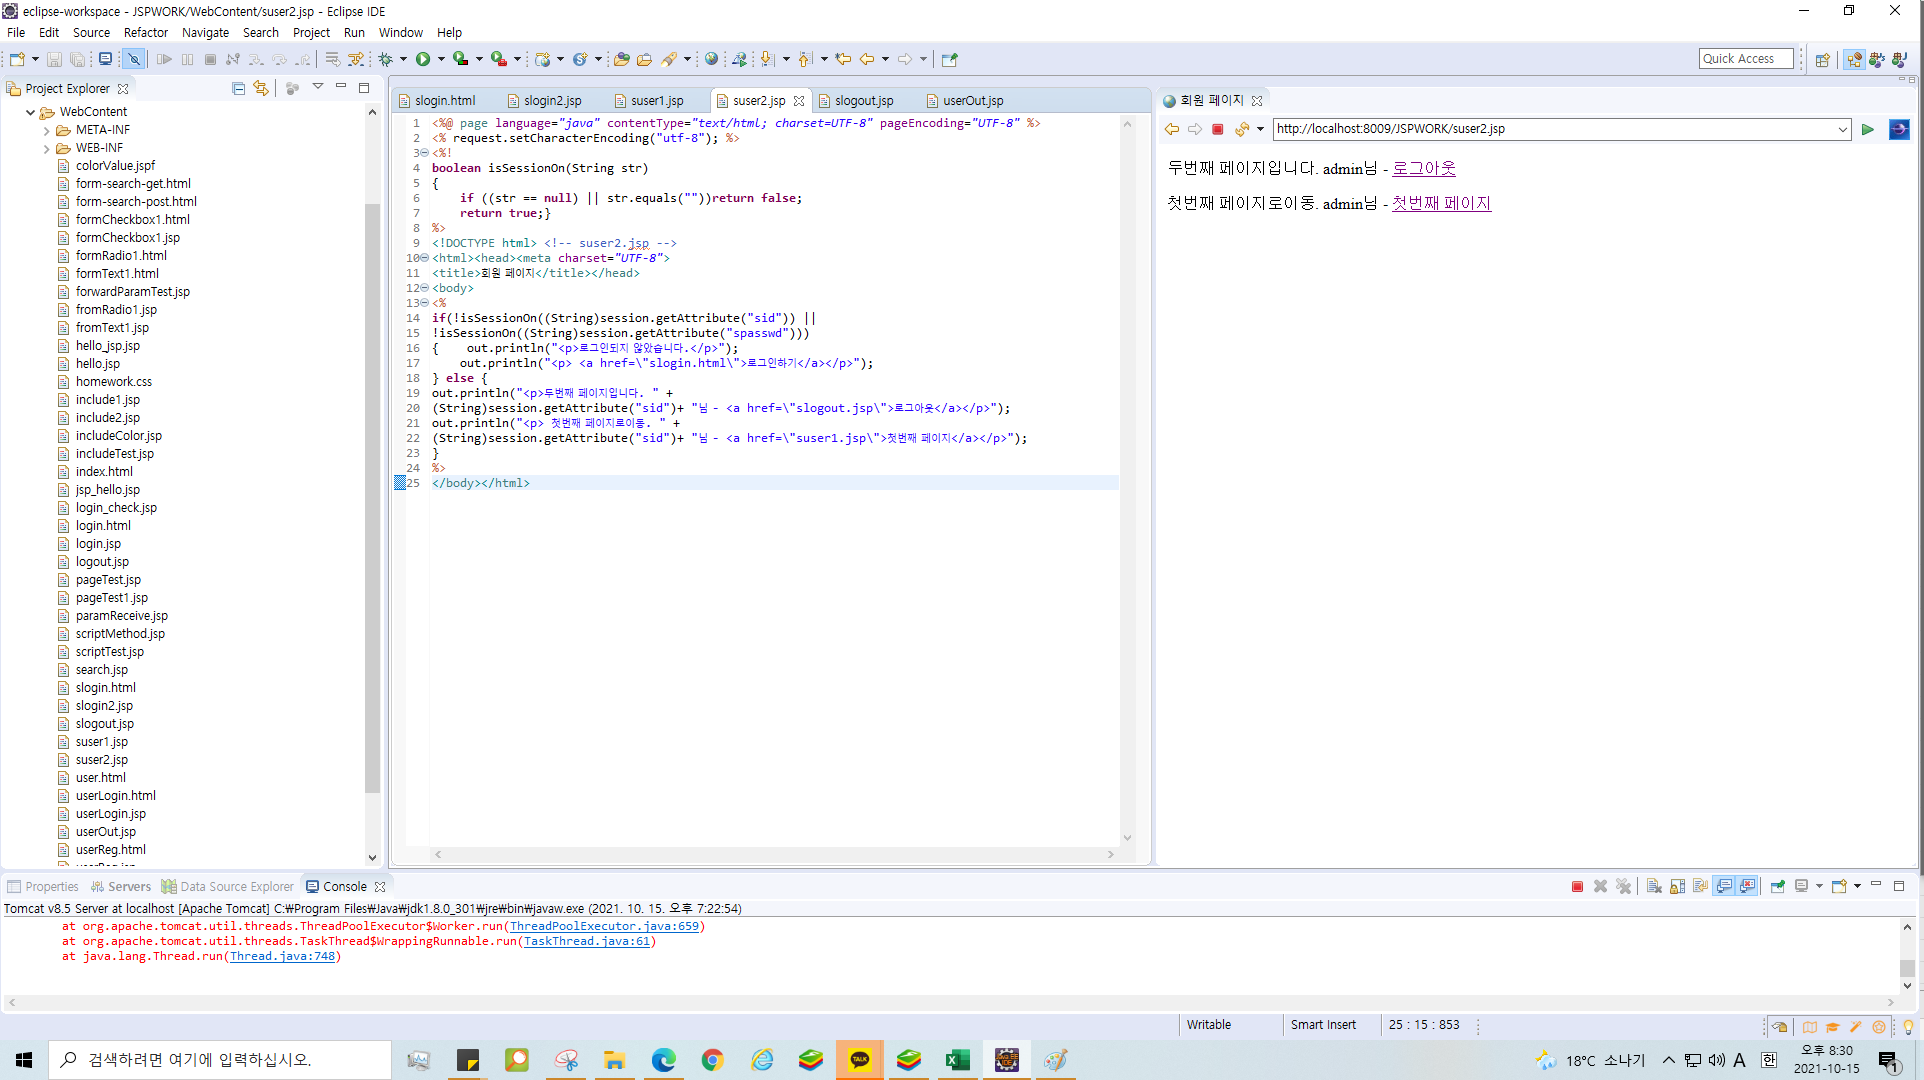 eclipse-workspace - JSPWORK/WebContent/suser2.jsp - Eclipse IDE
File Edit Source Refactor Navigate Search Project Run Window Help
Quick Access
Project Explorer
WebContent
META-INF
WEB-INF
colorValue.jspf
form-search-get.html
form-search-post.html
formCheckbox1.html
formCheckbox1.jsp
formRadio1.html
formText1.html
forwardParamTest.jsp
fromRadio1.jsp
fromText1.jsp
hello_jsp.jsp
hello.jsp
homework.css
include1.jsp
include2.jsp
includeColor.jsp
includeTest.jsp
index.html
jsp_hello.jsp
login_check.jsp
login.html
login.jsp
logout.jsp
pageTest.jsp
pageTest1.jsp
paramReceive.jsp
scriptMethod.jsp
scriptTest.jsp
search.jsp
slogin.html
slogin2.jsp
slogout.jsp
suser1.jsp
suser2.jsp
user.html
userLogin.html
userLogin.jsp
userOut.jsp
userReg.html
slogin.html slogin2.jsp suser1.jsp suser2.jsp slogout.jsp userOut.jsp
1 <%@ page language="java" contentType="text/html; charset=UTF-8" pageEncoding="UTF-8" %>
2 <% request.setCharacterEncoding("utf-8"); %>
3 <%!
4 boolean isSessionOn(String str)
5 {
6 if ((str == null) || str.equals(""))return false;
7 return true;}
8 %>
9 <!DOCTYPE html> <!-- suser2.jsp -->
10 <html><head><meta charset="UTF-8">
11 <title>회원 페이지</title></head>
12 <body>
13 <%
14 if(!isSessionOn((String)session.getAttribute("sid")) ||
15 !isSessionOn((String)session.getAttribute("spasswd")))
16 { out.println("<p>로그인되지 않았습니다.</p>");
17 out.println("<p> <a href=\"slogin.html\">로그인하기</a></p>");
18 } else {
19 out.println("<p>두번째 페이지입니다. " +
20 (String)session.getAttribute("sid")+ "님 - <a href=\"slogout.jsp\">로그아웃</a></p>");
21 out.println("<p> 첫번째 페이지로이동. " +
22 (String)session.getAttribute("sid")+ "님 - <a href=\"suser1.jsp\">첫번째 페이지</a></p>");
23 }
24 %>
25 </body></html>
회원 페이지
http://localhost:8009/JSPWORK/suser2.jsp
두번째 페이지입니다. admin님 - 로그아웃
첫번째 페이지로이동. admin님 - 첫번째 페이지
Properties Servers Data Source Explorer Console
Tomcat v8.5 Server at localhost [Apache Tomcat] C:₩Program Files₩Java₩jdk1.8.0_301₩jre₩bin₩javaw.exe (2021. 10. 15. 오후 7:22:54)
at org.apache.tomcat.util.threads.ThreadPoolExecutor$Worker.run(ThreadPoolExecutor.java:659)
at org.apache.tomcat.util.threads.TaskThread$WrappingRunnable.run(TaskThread.java:61)
at java.lang.Thread.run(Thread.java:748)
Writable Smart Insert 25 : 15 : 853
검색하려면 여기에 입력하십시오.
TALK
18°C 소나기
A 한
오후 8:30
2021-10-15
1